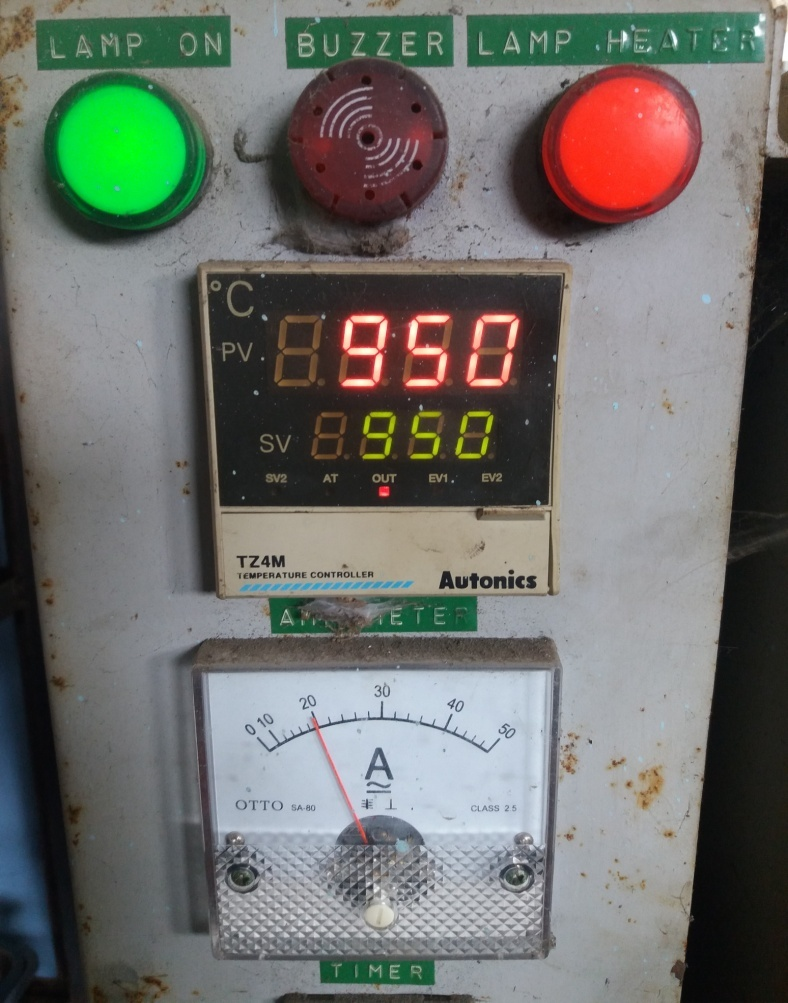 LAMP ON
BUZZER
LAMP HEATER
°C
PV 950
SV 950
SV2 AT OUT EV1 EV2
TZ4M
TEMPERATURE CONTROLLER
Autonics
0 10 20 30 40 50
A
OTTO SA-80
CLASS 2.5
TIMER